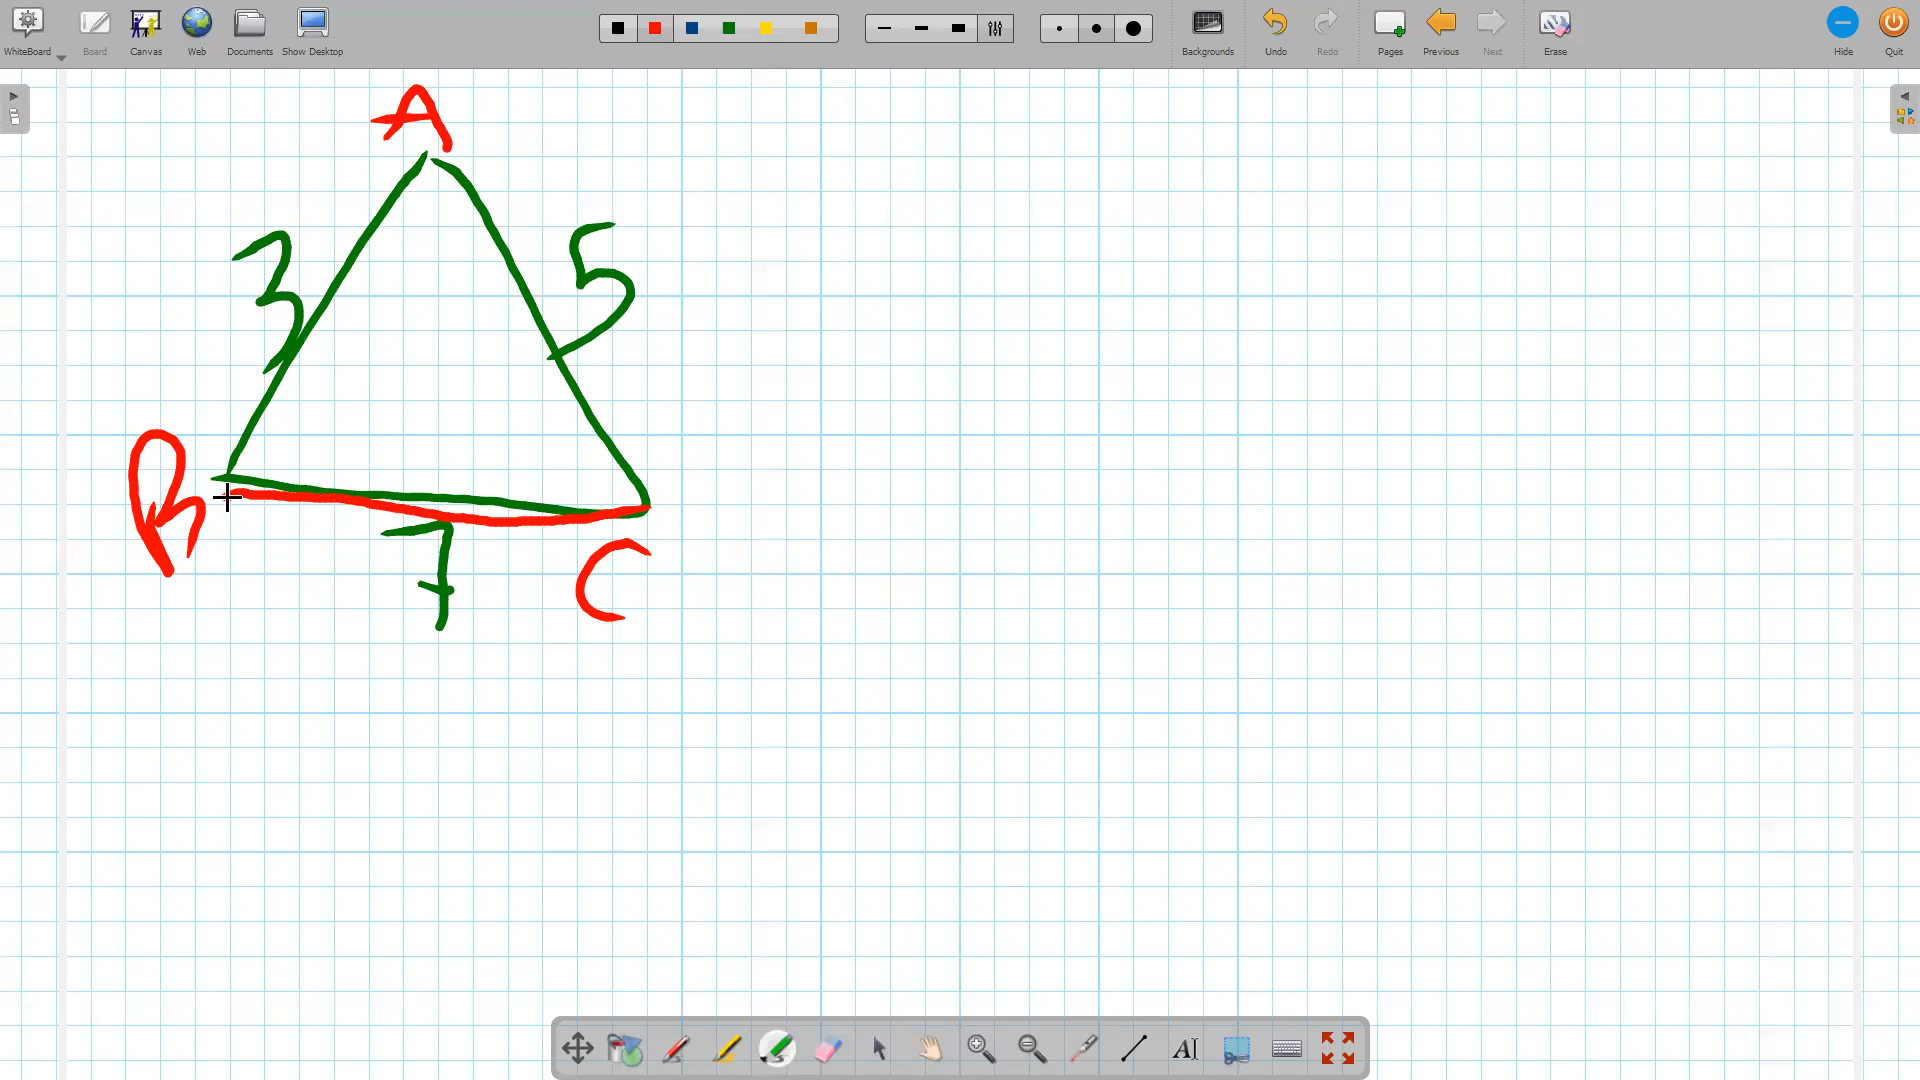 WhiteBoard Board Canvas Web Documents Show Desktop Backgrounds Undo Redo Pages Previous Next Erase Hide Quit
A
3 5
B
7 C
AI